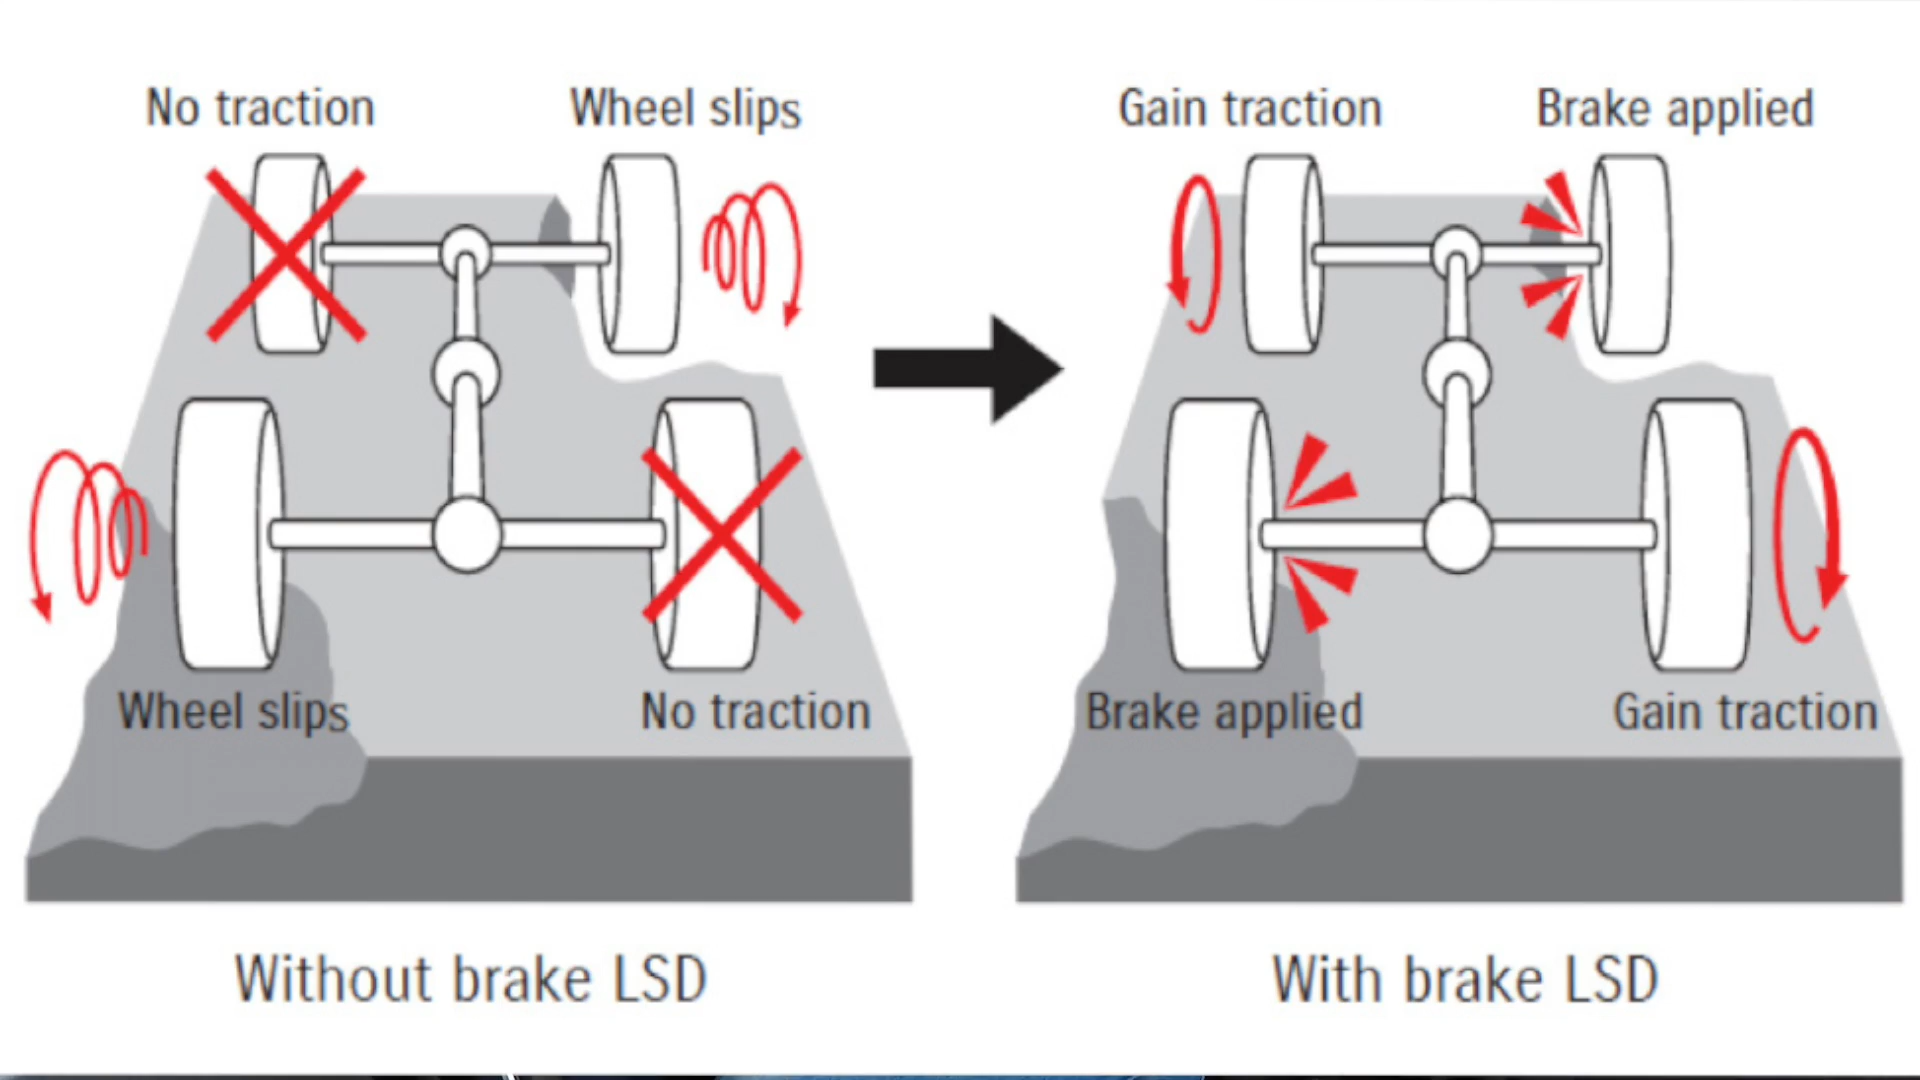 No traction
Wheel slips
Gain traction
Brake applied
Wheel slips
No traction
Brake applied
Gain traction
Without brake LSD
With brake LSD